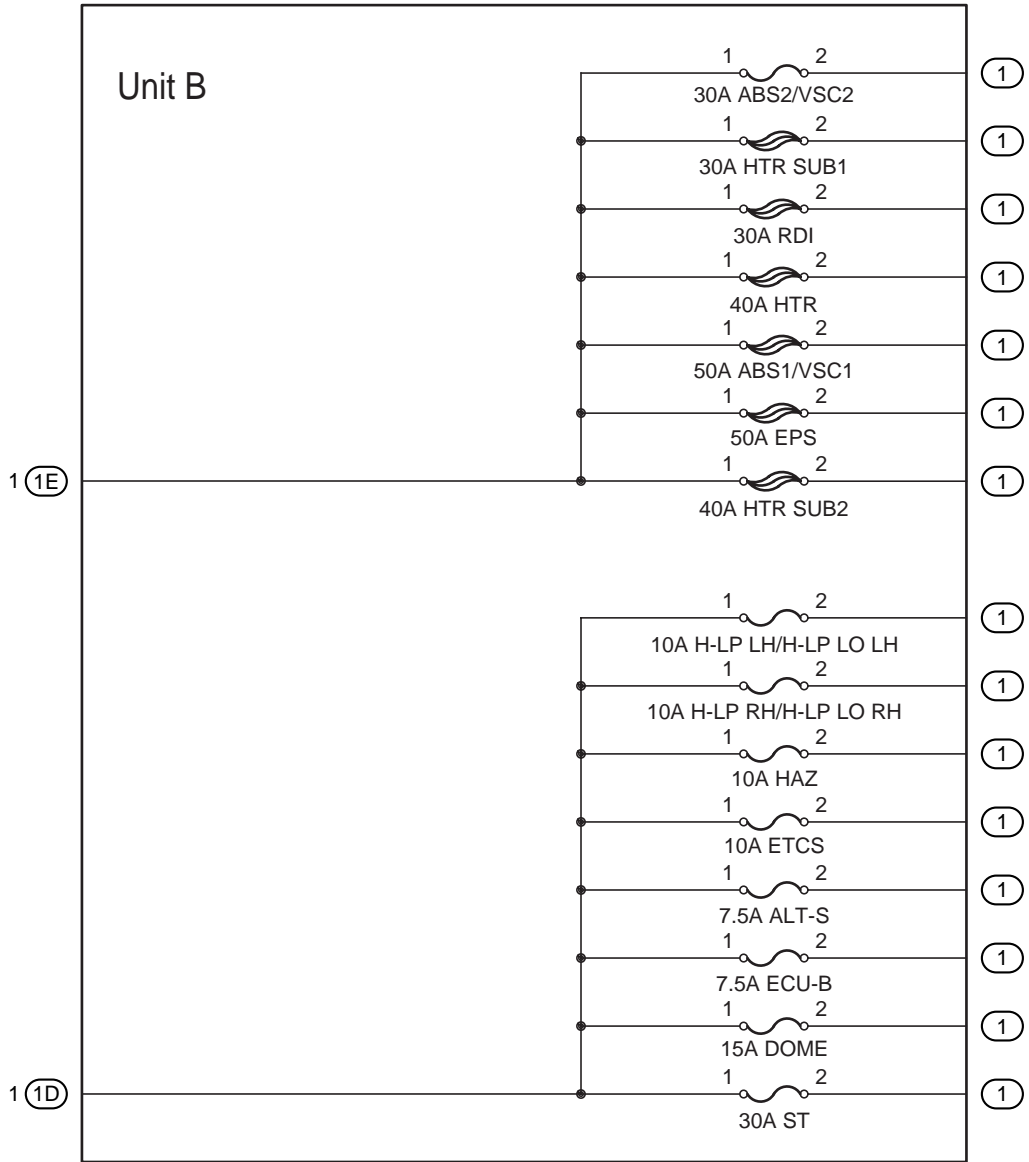 Unit B
1 2 1
30A ABS2/VSC2
1 2 1
30A HTR SUB1
1 2 1
30A RDI
1 2 1
40A HTR
1 2 1
50A ABS1/VSC1
1 2 1
50A EPS
1 1E 1 2 1
40A HTR SUB2
1 2 1
10A H-LP LH/H-LP LO LH
1 2 1
10A H-LP RH/H-LP LO RH
1 2 1
10A HAZ
1 2 1
10A ETCS
1 2 1
7.5A ALT-S
1 2 1
7.5A ECU-B
1 2 1
15A DOME
1 1D 1 2 1
30A ST